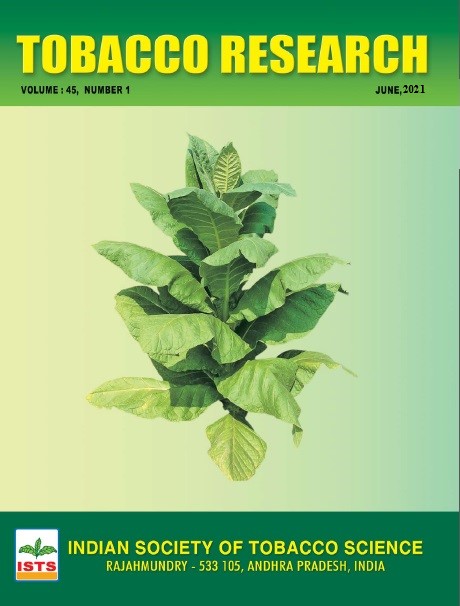 TOBACCO RESEARCH
VOLUME : 45, NUMBER 1
JUNE, 2021
INDIAN SOCIETY OF TOBACCO SCIENCE
RAJAHMUNDRY - 533 105, ANDHRA PRADESH, INDIA
ISTS